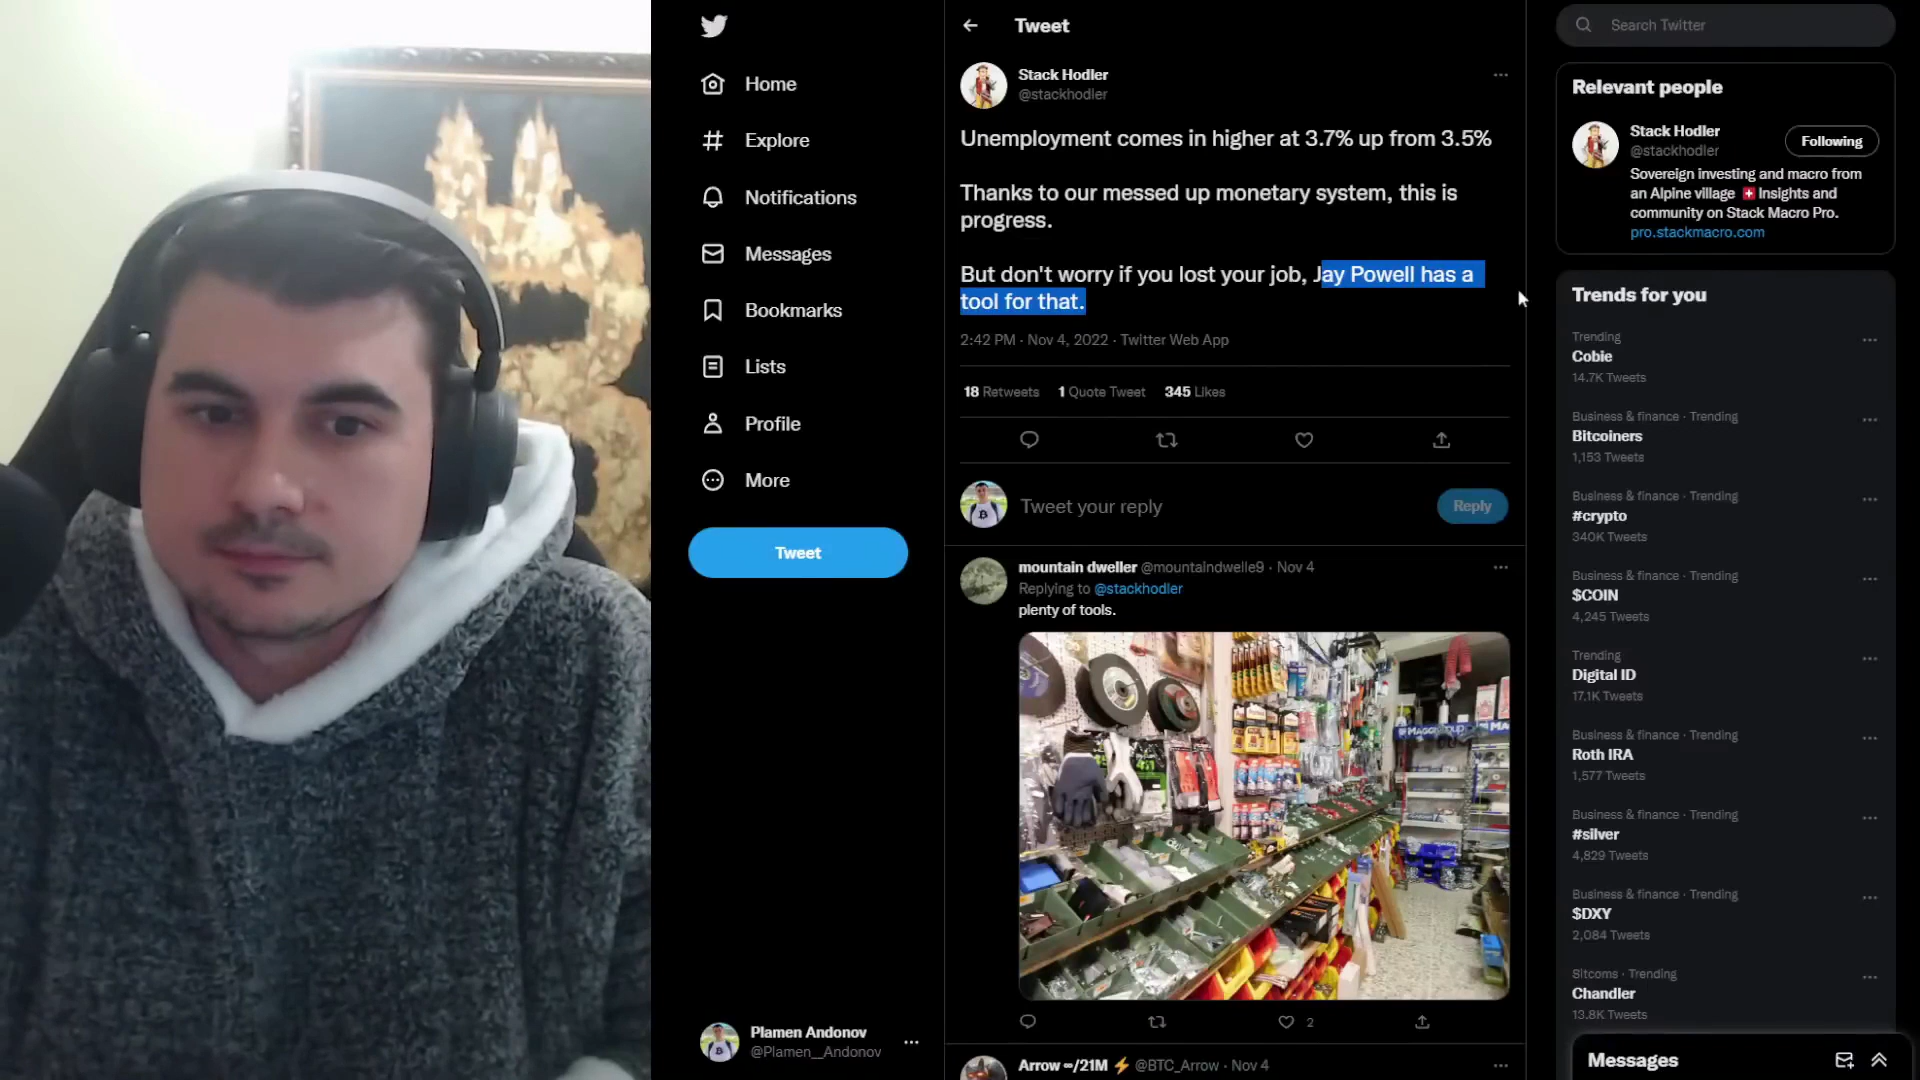 Home
Explore
Notifications
Messages
Bookmarks
Lists
Profile
More
Tweet
Plamen Andonov
@Plamen__Andonov
Tweet
Stack Hodler
@stackhodler
Unemployment comes in higher at 3.7% up from 3.5%
Thanks to our messed up monetary system, this is
progress.
But don't worry if you lost your job, Jay Powell has a
tool for that.
2:42 PM · Nov 4, 2022 · Twitter Web App
18 Retweets 1 Quote Tweet 345 Likes
Tweet your reply
Reply
mountain dweller @mountaindwelle9 · Nov 4
Replying to @stackhodler
plenty of tools.
2
Arrow ∞/21M ⚡ @BTC_Arrow · Nov 4
Search Twitter
Relevant people
Stack Hodler
@stackhodler
Following
Sovereign investing and macro from
an Alpine village 🇨🇭 Insights and
community on Stack Macro Pro.
pro.stackmacro.com
Trends for you
Trending
Cobie
14.7K Tweets
Business & finance · Trending
Bitcoiners
1,153 Tweets
Business & finance · Trending
#crypto
340K Tweets
Business & finance · Trending
$COIN
4,245 Tweets
Trending
Digital ID
17.1K Tweets
Business & finance · Trending
Roth IRA
1,577 Tweets
Business & finance · Trending
#silver
4,829 Tweets
Business & finance · Trending
$DXY
2,084 Tweets
Sitcoms · Trending
Chandler
13.8K Tweets
Messages